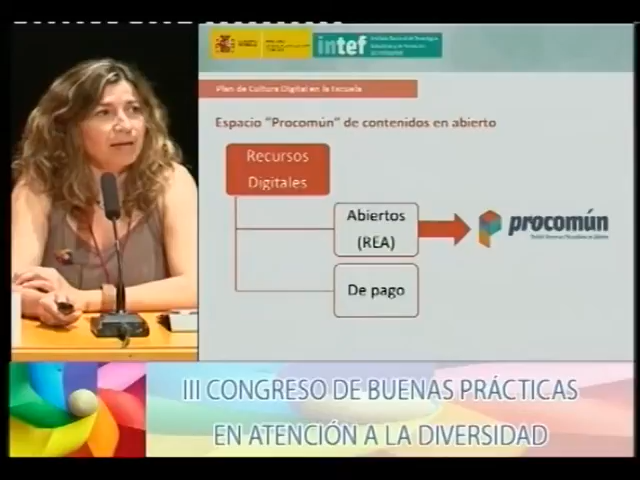 intef
Plan de Cultura Digital en la Escuela
Espacio "Procomún" de contenidos en abierto
Recursos
Digitales
Abiertos
(REA)
procomún
De pago
III CONGRESO DE BUENAS PRÁCTICAS
EN ATENCIÓN A LA DIVERSIDAD